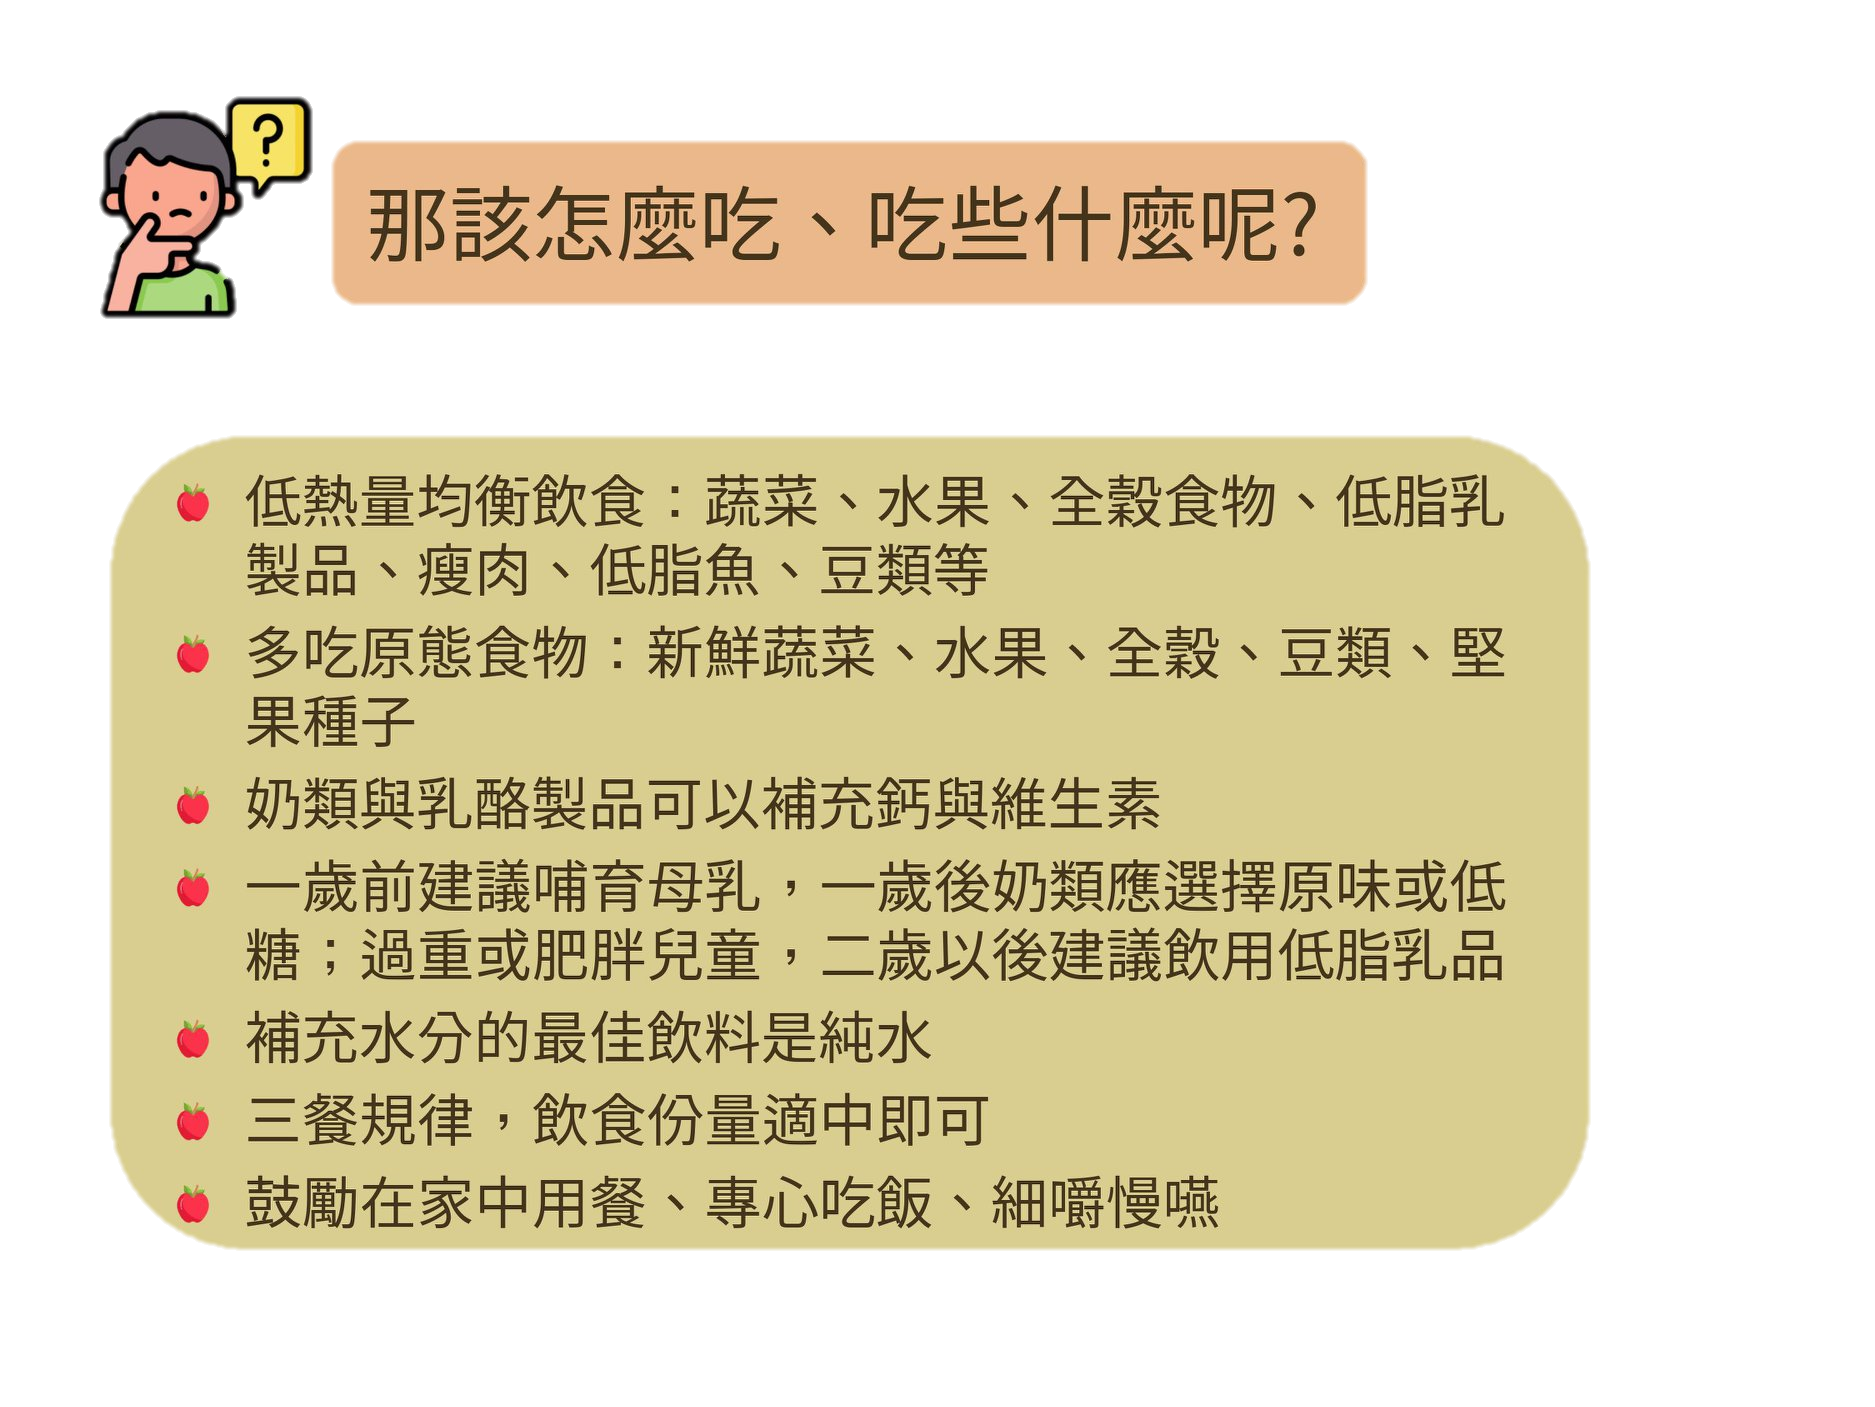 ?
那該怎麼吃、吃些什麼呢?
低熱量均衡飲食：蔬菜、水果、全穀食物、低脂乳
製品、瘦肉、低脂魚、豆類等
多吃原態食物：新鮮蔬菜、水果、全穀、豆類、堅
果種子
奶類與乳酪製品可以補充鈣與維生素
一歲前建議哺育母乳，一歲後奶類應選擇原味或低
糖；過重或肥胖兒童，二歲以後建議飲用低脂乳品
補充水分的最佳飲料是純水
三餐規律，飲食份量適中即可
鼓勵在家中用餐、專心吃飯、細嚼慢嚥